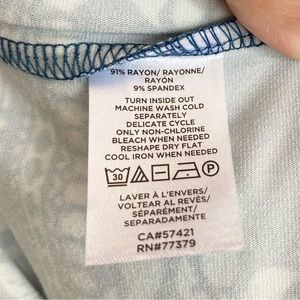 91% RAYON/ RAYONNE/
RAYÓN
9% SPANDEX
TURN INSIDE OUT
MACHINE WASH COLD
SEPARATELY
DELICATE CYCLE
ONLY NON-CHLORINE
BLEACH WHEN NEEDED
RESHAPE DRY FLAT
COOL IRON WHEN NEEDED
30 P
LAVER À L'ENVERS/
VOLTEAR AL REVÉS/
SÉPARÉMENT/
SEPARADAMENTE
CA#57421
RN#77379